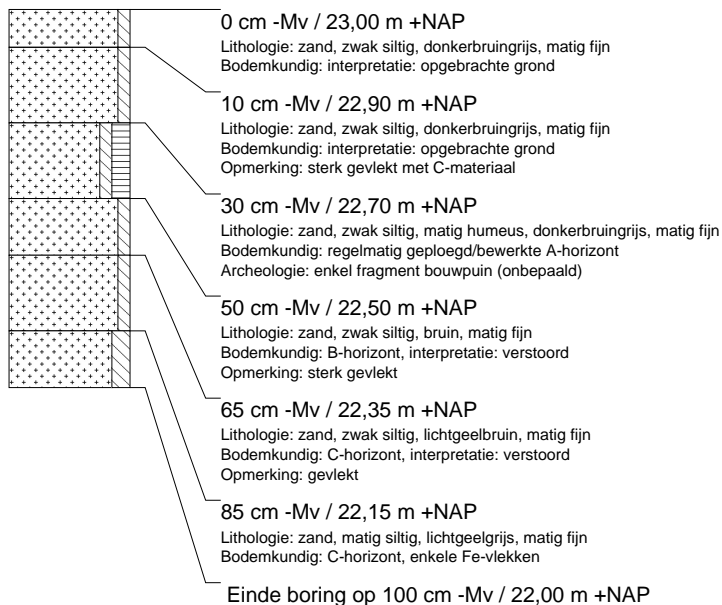 0 cm -Mv / 23,00 m +NAP
Lithologie: zand, zwak siltig, donkerbruingrijs, matig fijn
Bodemkundig: interpretatie: opgebrachte grond
10 cm -Mv / 22,90 m +NAP
Lithologie: zand, zwak siltig, donkerbruingrijs, matig fijn
Bodemkundig: interpretatie: opgebrachte grond
Opmerking: sterk gevlekt met C-materiaal
30 cm -Mv / 22,70 m +NAP
Lithologie: zand, zwak siltig, matig humeus, donkerbruingrijs, matig fijn
Bodemkundig: regelmatig geploegd/bewerkte A-horizont
Archeologie: enkel fragment bouwpuin (onbepaald)
50 cm -Mv / 22,50 m +NAP
Lithologie: zand, zwak siltig, bruin, matig fijn
Bodemkundig: B-horizont, interpretatie: verstoord
Opmerking: sterk gevlekt
65 cm -Mv / 22,35 m +NAP
Lithologie: zand, zwak siltig, lichtgeelbruin, matig fijn
Bodemkundig: C-horizont, interpretatie: verstoord
Opmerking: gevlekt
85 cm -Mv / 22,15 m +NAP
Lithologie: zand, matig siltig, lichtgeelgrijs, matig fijn
Bodemkundig: C-horizont, enkele Fe-vlekken
Einde boring op 100 cm -Mv / 22,00 m +NAP